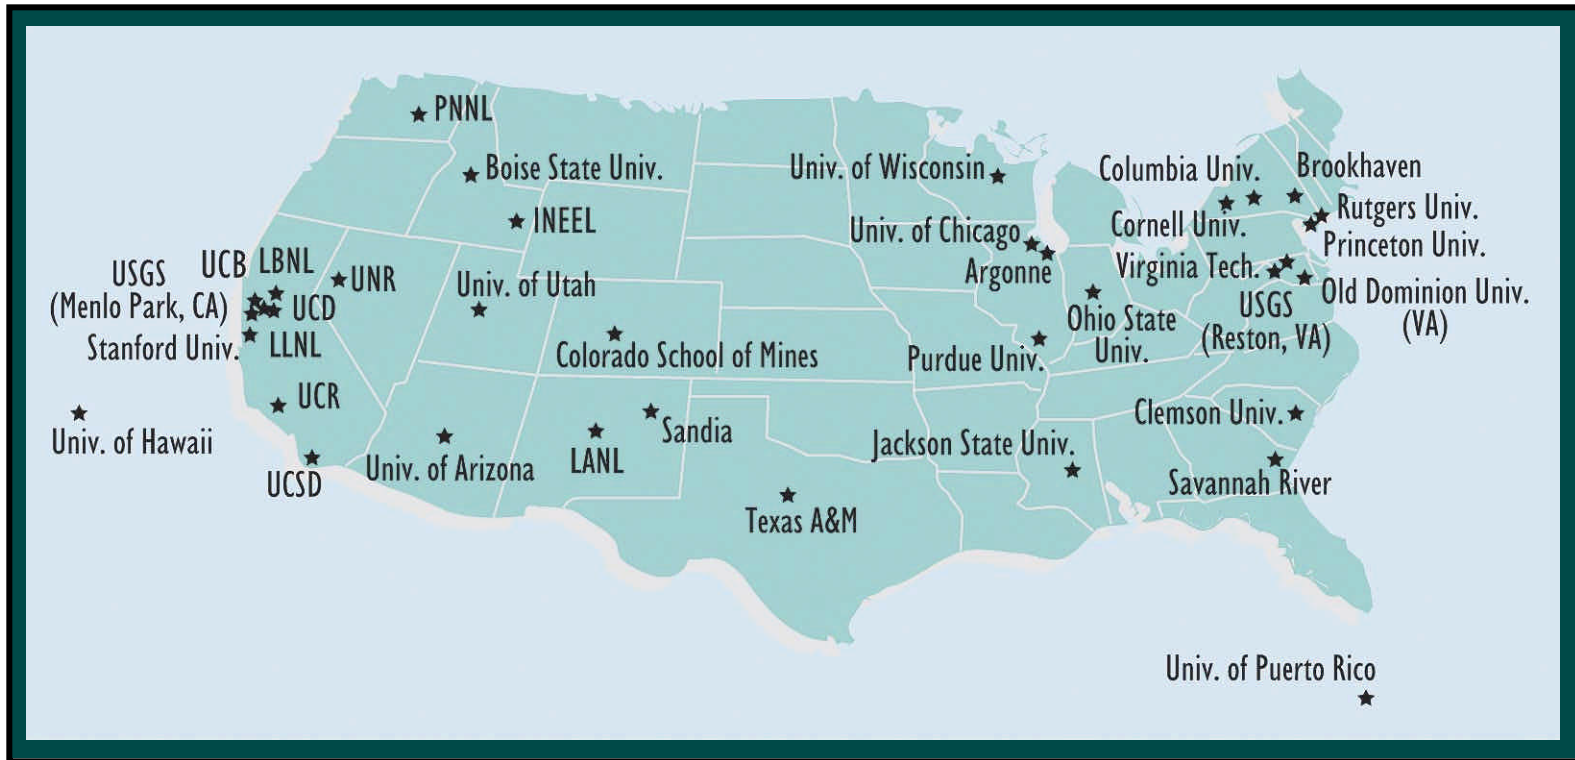 PNNL
Boise State Univ.
INEEL
Univ. of Wisconsin
Columbia Univ.
Brookhaven
Cornell Univ.
Rutgers Univ.
Princeton Univ.
Univ. of Chicago
Argonne
Virginia Tech.
USGS
(Reston, VA)
Old Dominion Univ.
(VA)
UCB
LBNL
UNR
USGS
(Menlo Park, CA)
UCD
Stanford Univ.
LLNL
Univ. of Utah
Colorado School of Mines
Ohio State
Univ.
Purdue Univ.
UCR
Univ. of Hawaii
UCSD
Univ. of Arizona
LANL
Sandia
Jackson State Univ.
Clemson Univ.
Savannah River
Texas A&M
Univ. of Puerto Rico